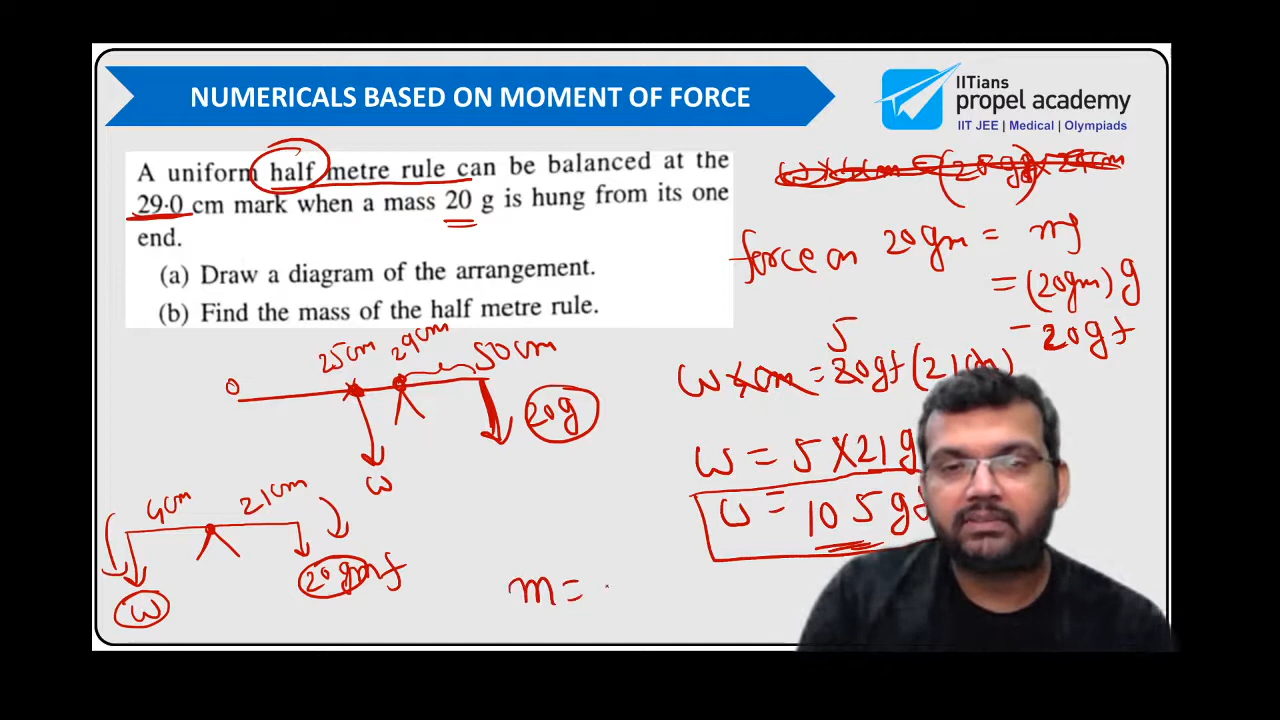 NUMERICALS BASED ON MOMENT OF FORCE
IITians
propel academy
IIT JEE | Medical | Olympiads
A uniform half metre rule can be balanced at the
29·0 cm mark when a mass 20 g is hung from its one
end.
(a) Draw a diagram of the arrangement.
(b) Find the mass of the half metre rule.
force on 20gm = mg
= (20gm) g
= 20gf
0 25cm 29cm 50cm
20g
W
5
W 4cm = 20gf (21cm)
W = 5 X 21 g
W = 105 gf
4cm 21cm
W
20gmf
m =